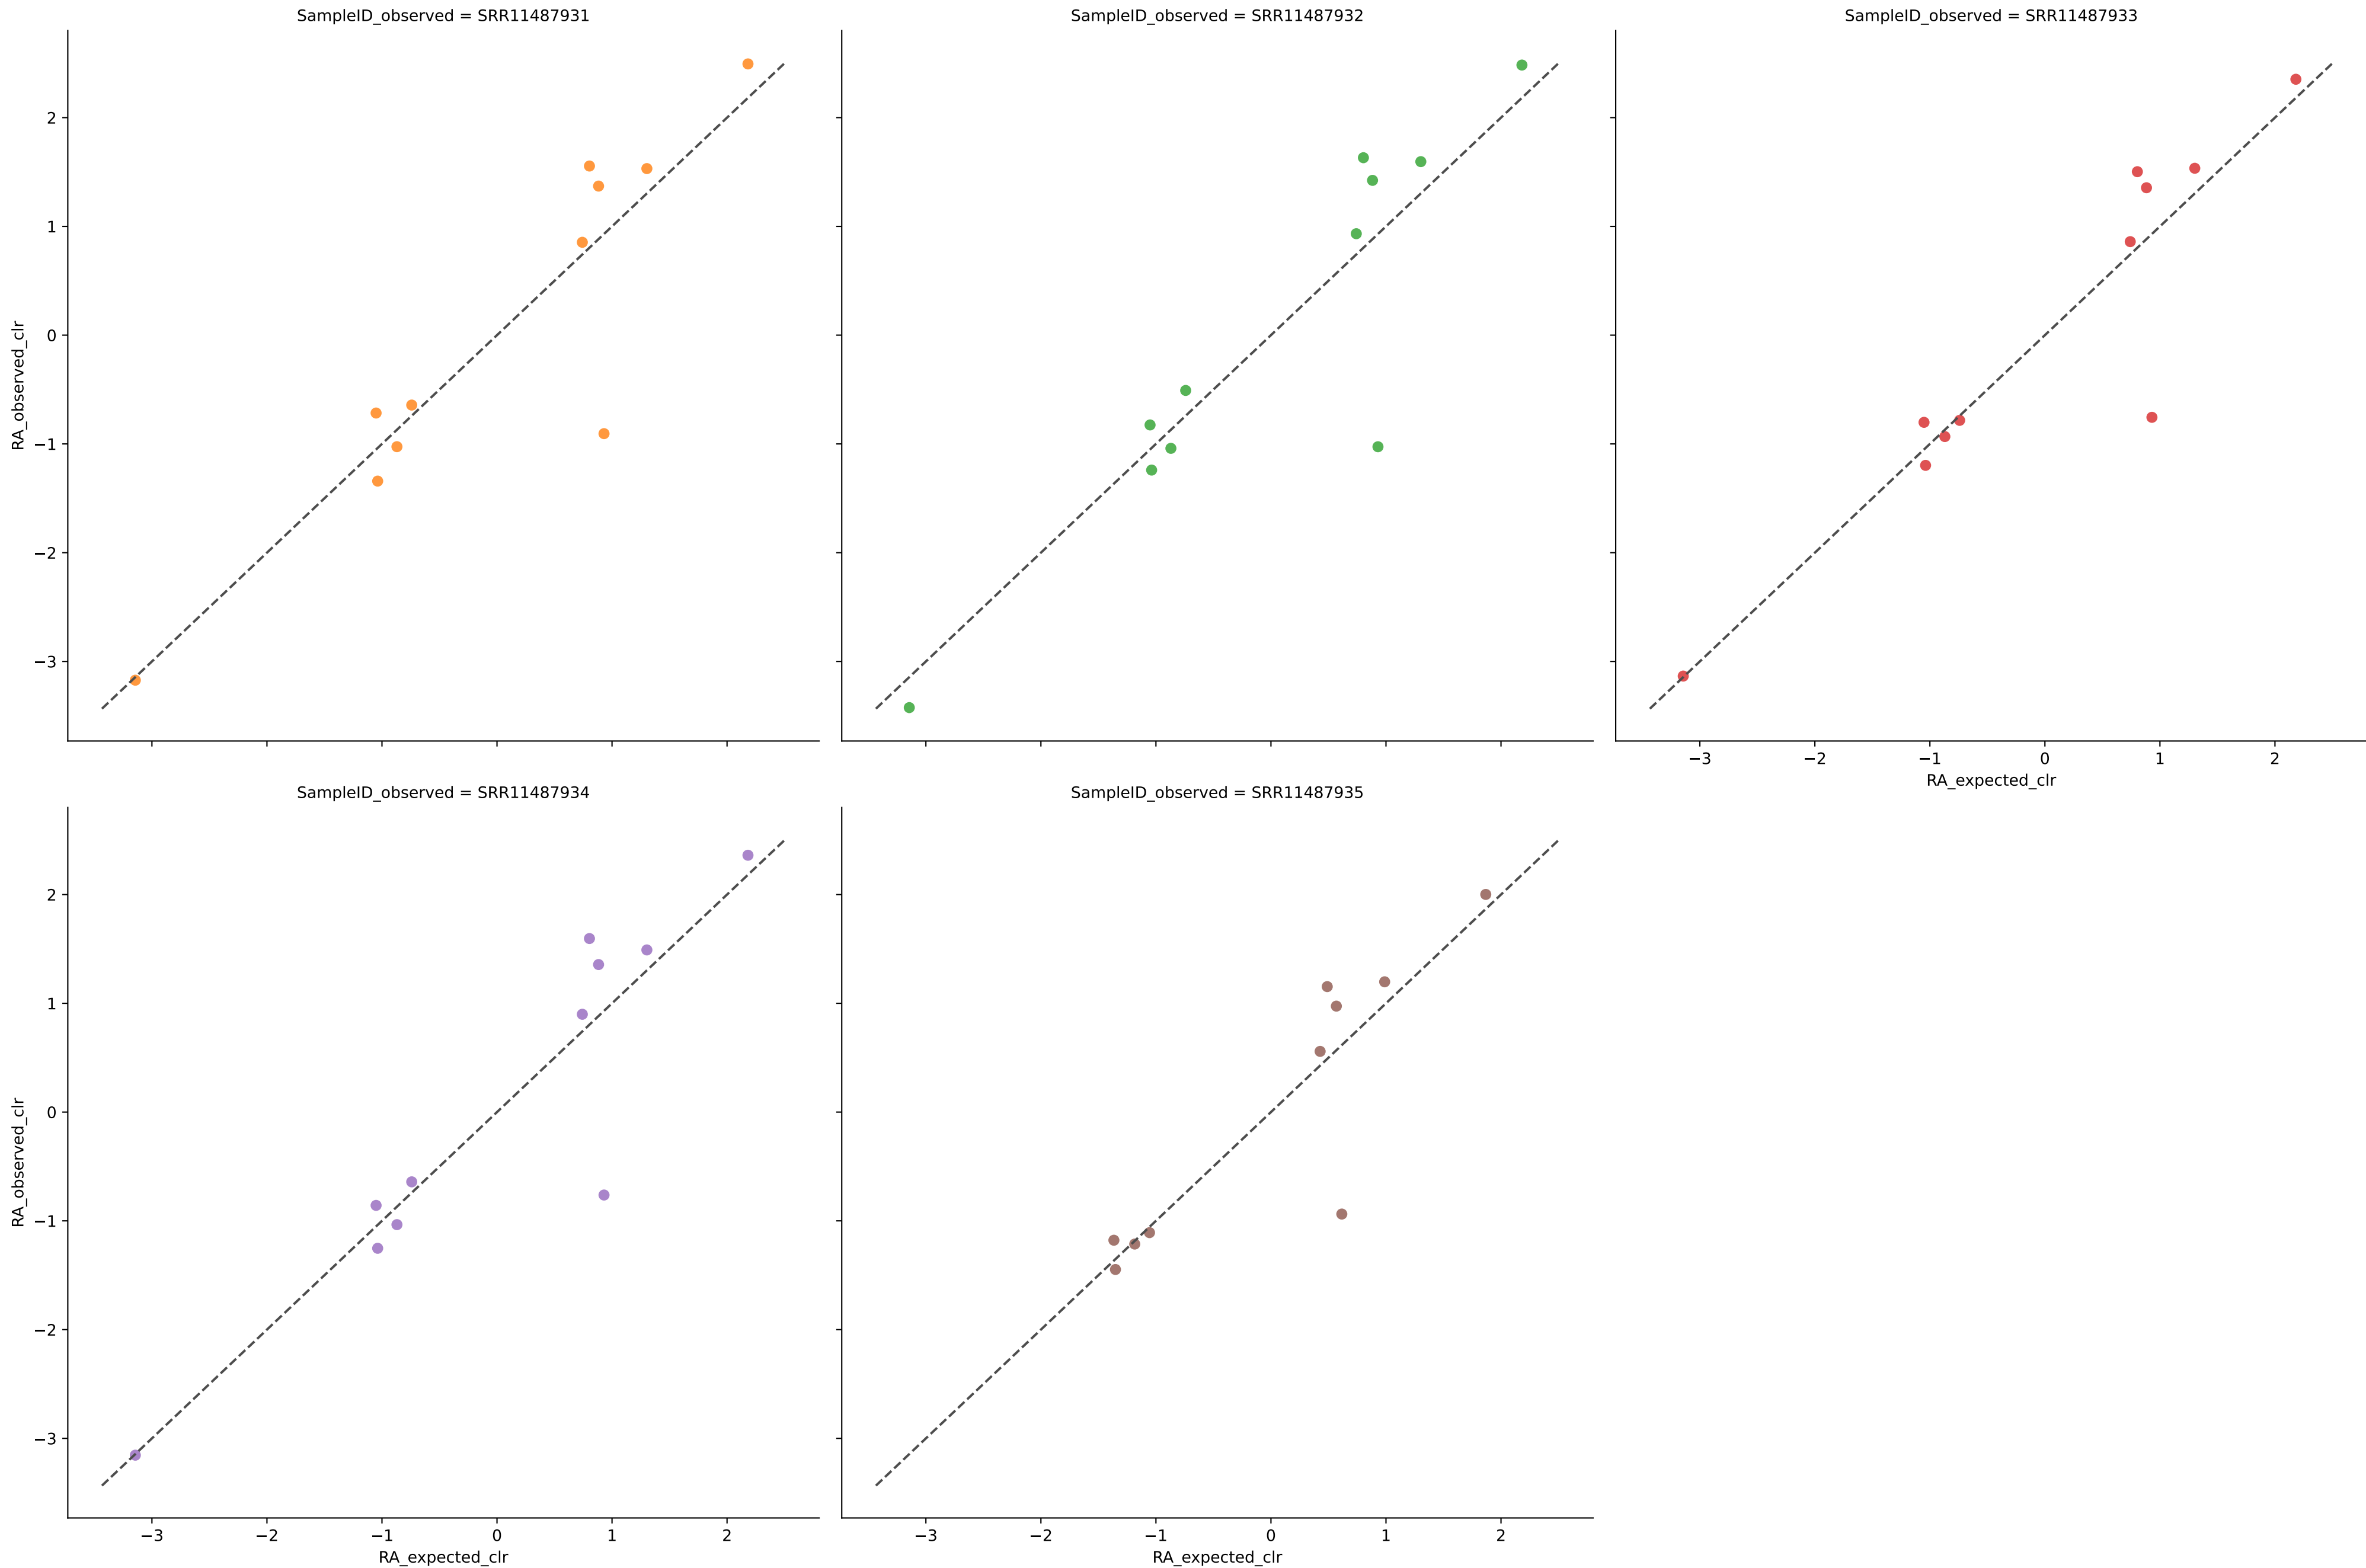 SampleID_observed = SRR11487931
SampleID_observed = SRR11487932
SampleID_observed = SRR11487933
RA_observed_clr
2
1
0
−1
−2
−3
−3 −2 −1 0 1 2
RA_expected_clr
SampleID_observed = SRR11487934
SampleID_observed = SRR11487935
RA_observed_clr
2
1
0
−1
−2
−3
−3 −2 −1 0 1 2
RA_expected_clr
−3 −2 −1 0 1 2
RA_expected_clr